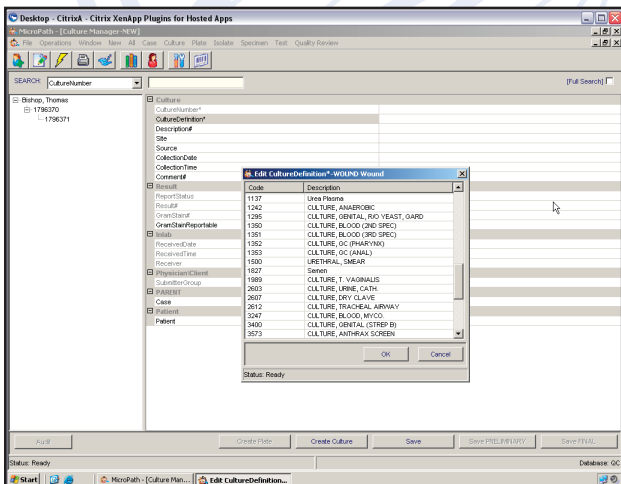 Desktop - CitrixA - Citrix XenApp Plugins for Hosted Apps
MicroPath - [Culture Manager-NEW]
File Operations Window New All Case Culture Plate Isolate Specimen Test Quality Review
SEARCH: CultureNumber [Full Search]
Bishop, Thomas
1796370
1796371
Culture
CultureNumber*
CultureDefinition*
Description#
Site
Source
CollectionDate
CollectionTime
Comment#
Result
ReportStatus
Result#
GramStain#
GramStainReportable
Inlab
ReceivedDate
ReceivedTime
Receiver
Physician\Client
SubmitterGroup
PARENT
Case
Patient
Patient
Edit CultureDefinition*-WOUND Wound
Code Description
1137 Urea Plasma
1242 CULTURE, ANAEROBIC
1295 CULTURE, GENITAL, R/O YEAST, GARD
1350 CULTURE, BLOOD (2ND SPEC)
1351 CULTURE, BLOOD (3RD SPEC)
1352 CULTURE, GC (PHARYNX)
1353 CULTURE, GC (ANAL)
1500 URETHRAL, SMEAR
1827 Semen
1989 CULTURE, T. VAGINALIS
2603 CULTURE, URINE, CATH.
2607 CULTURE, DRY CLAVE
2612 CULTURE, TRACHEAL AIRWAY
3247 CULTURE, BLOOD, MYCO.
3400 CULTURE, GENITAL (STREP B)
3573 CULTURE, ANTHRAX SCREEN
OK Cancel
Status: Ready
Audit Create Plate Create Culture Save Save PRELIMINARY Save FINAL
Status: Ready Database: QC
Start MicroPath - [Culture Man... Edit CultureDefinition...